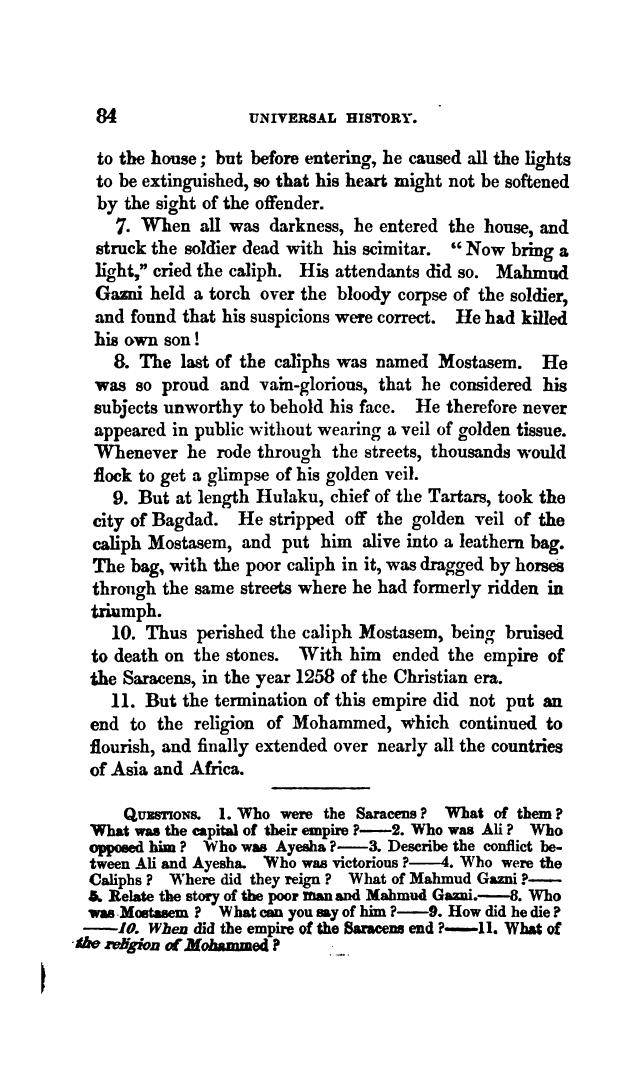 84 UNIVERSAL HISTORY.
to the house; but before entering, he caused all the lights
to be extinguished, so that his heart might not be softened
by the sight of the offender.
7. When all was darkness, he entered the house, and
struck the soldier dead with his scimitar. “Now bring a
light,” cried the caliph. His attendants did so. Mahmud
Gazni held a torch over the bloody corpse of the soldier,
and found that his suspicions were correct. He had killed
his own son!
8. The last of the caliphs was named Mostasem. He
was so proud and vain-glorious, that he considered his
subjects unworthy to behold his face. He therefore never
appeared in public without wearing a veil of golden tissue.
Whenever he rode through the streets, thousands would
flock to get a glimpse of his golden veil.
9. But at length Hulaku, chief of the Tartars, took the
city of Bagdad. He stripped off the golden veil of the
caliph Mostasem, and put him alive into a leathern bag.
The bag, with the poor caliph in it, was dragged by horses
through the same streets where he had formerly ridden in
triumph.
10. Thus perished the caliph Mostasem, being bruised
to death on the stones. With him ended the empire of
the Saracens, in the year 1258 of the Christian era.
11. But the termination of this empire did not put an
end to the religion of Mohammed, which continued to
flourish, and finally extended over nearly all the countries
of Asia and Africa.
QUESTIONS. 1. Who were the Saracens? What of them?
What was the capital of their empire?——2. Who was Ali? Who
opposed him? Who was Ayesha?——3. Describe the conflict be-
tween Ali and Ayesha. Who was victorious?——4. Who were the
Caliphs? Where did they reign? What of Mahmud Gazni?——
5. Relate the story of the poor man and Mahmud Gazni.——8. Who
was Mostasem? What can you say of him?——9. How did he die?
——10. When did the empire of the Saracens end?——11. What of
the religion of Mohammed?